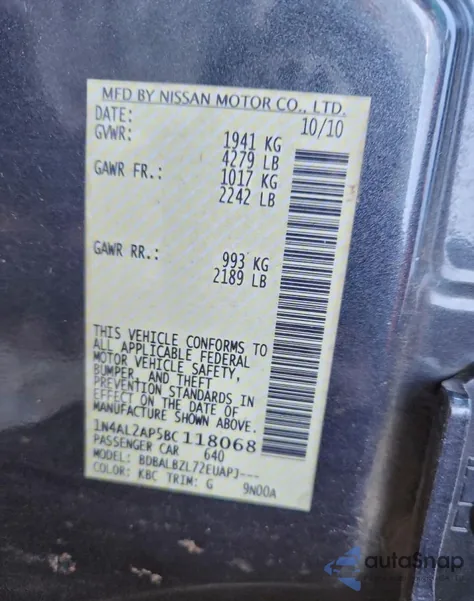 MFD BY NISSAN MOTOR CO., LTD.
DATE: 10/10
GVWR: 1941 KG
4279 LB
GAWR FR.: 1017 KG
2242 LB
GAWR RR.: 993 KG
2189 LB
THIS VEHICLE CONFORMS TO
ALL APPLICABLE FEDERAL
MOTOR VEHICLE SAFETY,
BUMPER, AND THEFT
PREVENTION STANDARDS IN
EFFECT ON THE DATE OF
MANUFACTURE SHOWN ABOVE.
1N4AL2AP5BC118068
PASSENGER CAR 640
MODEL: BDBALBZL72EUAPJ---
COLOR: KBC TRIM: G 9N00A
autoSnap